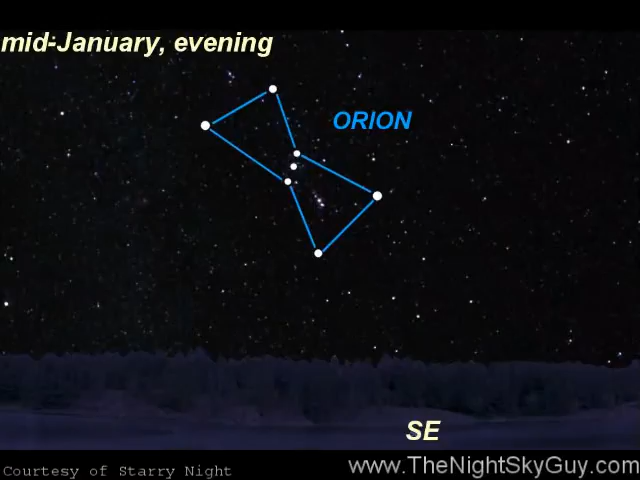 mid-January, evening
ORION
SE
Courtesy of Starry Night
www.TheNightSkyGuy.com